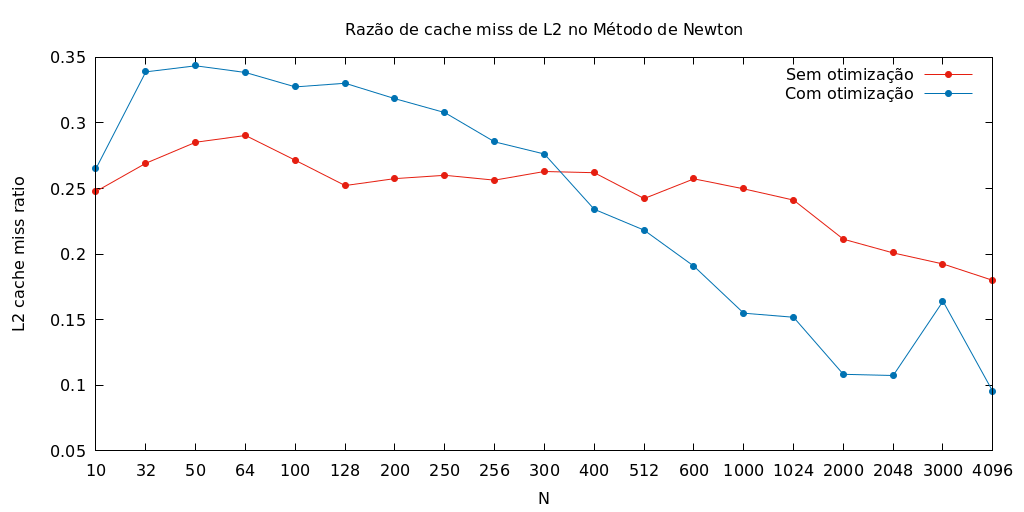 Razão de cache miss de L2 no Método de Newton
Sem otimização
Com otimização
L2 cache miss ratio
0.35
0.3
0.25
0.2
0.15
0.1
0.05
10 32 50 64 100 128 200 250 256 300 400 512 600 1000 1024 2000 2048 3000 4096
N